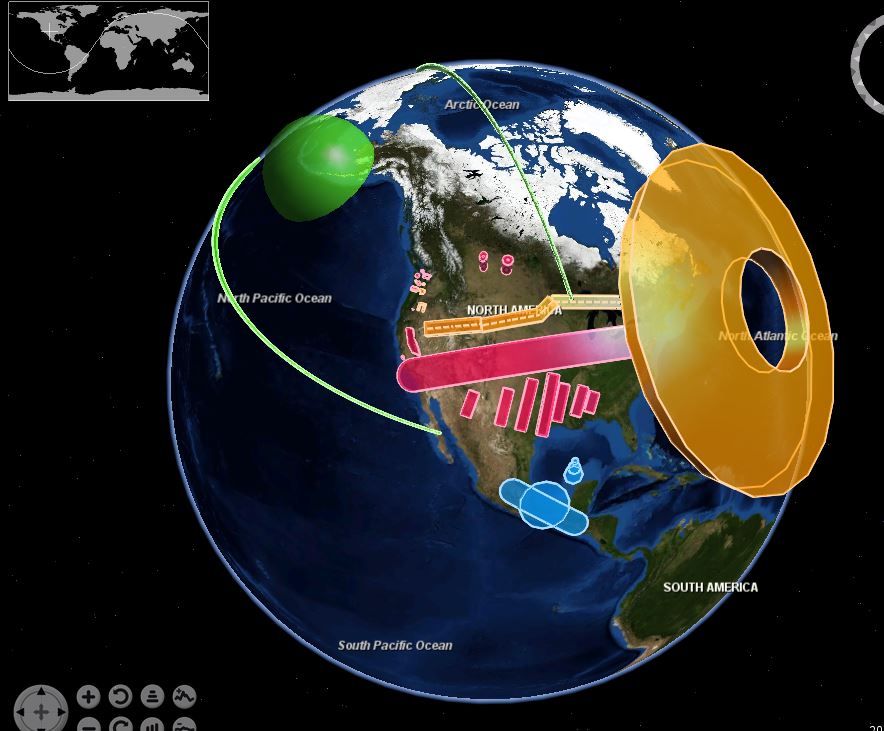 Arctic Ocean
North Pacific Ocean
NORTH AMERICA
North Atlantic Ocean
SOUTH AMERICA
South Pacific Ocean